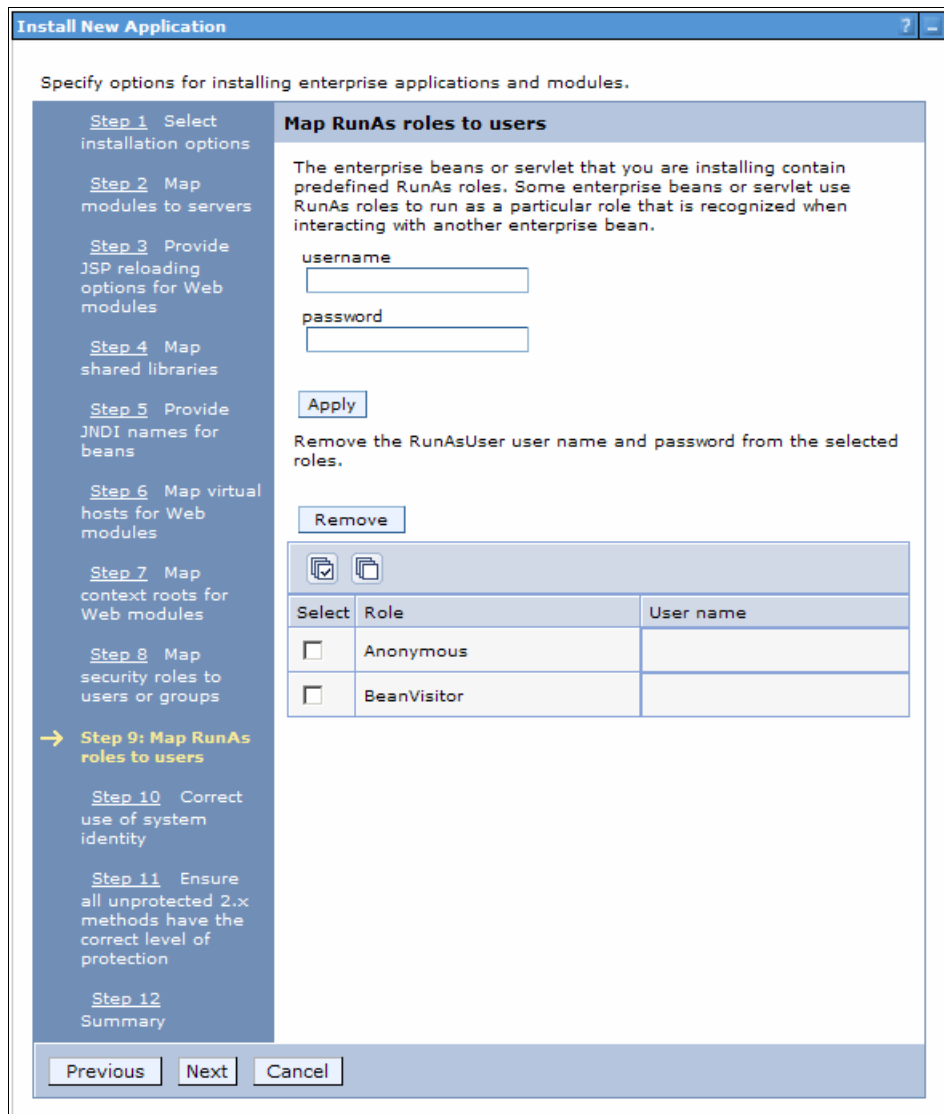 Install New Application
?
Specify options for installing enterprise applications and modules.
Step 1 Select
installation options
Step 2 Map
modules to servers
Step 3 Provide
JSP reloading
options for Web
modules
Step 4 Map
shared libraries
Step 5 Provide
JNDI names for
beans
Step 6 Map virtual
hosts for Web
modules
Step 7 Map
context roots for
Web modules
Step 8 Map
security roles to
users or groups
Step 9: Map RunAs
roles to users
Step 10 Correct
use of system
identity
Step 11 Ensure
all unprotected 2.x
methods have the
correct level of
protection
Step 12
Summary
Map RunAs roles to users
The enterprise beans or servlet that you are installing contain
predefined RunAs roles. Some enterprise beans or servlet use
RunAs roles to run as a particular role that is recognized when
interacting with another enterprise bean.
username
password
Apply
Remove the RunAsUser user name and password from the selected
roles.
Remove
Select Role User name
Anonymous
BeanVisitor
Previous Next Cancel